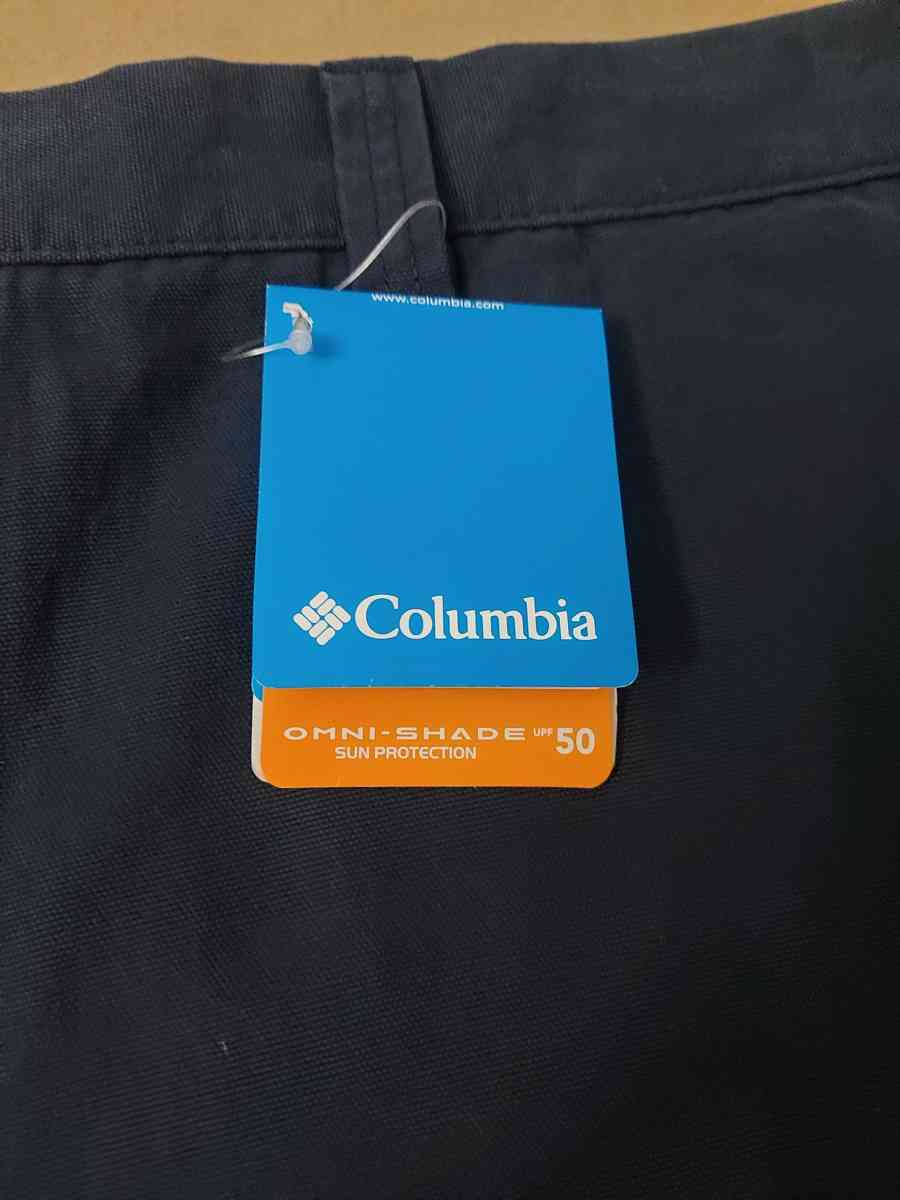 www.columbia.com
Columbia
OMNI-SHADE UPF 50
SUN PROTECTION